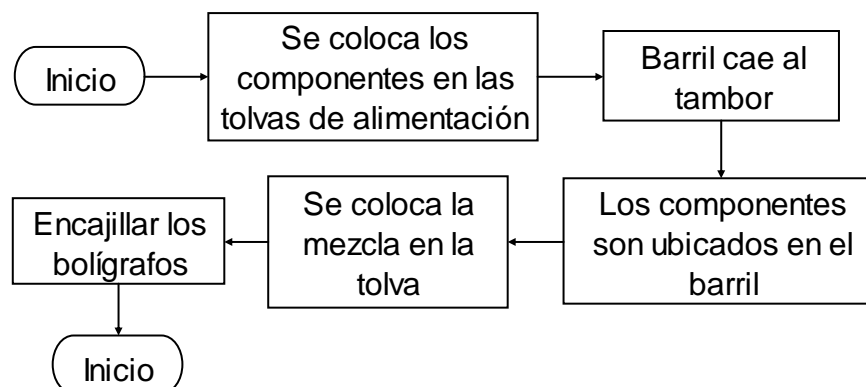 Inicio
Se coloca los
componentes en las
tolvas de alimentación
Barril cae al
tambor
Los componentes
son ubicados en el
barril
Se coloca la
mezcla en la
tolva
Encajillar los
bolígrafos
Inicio